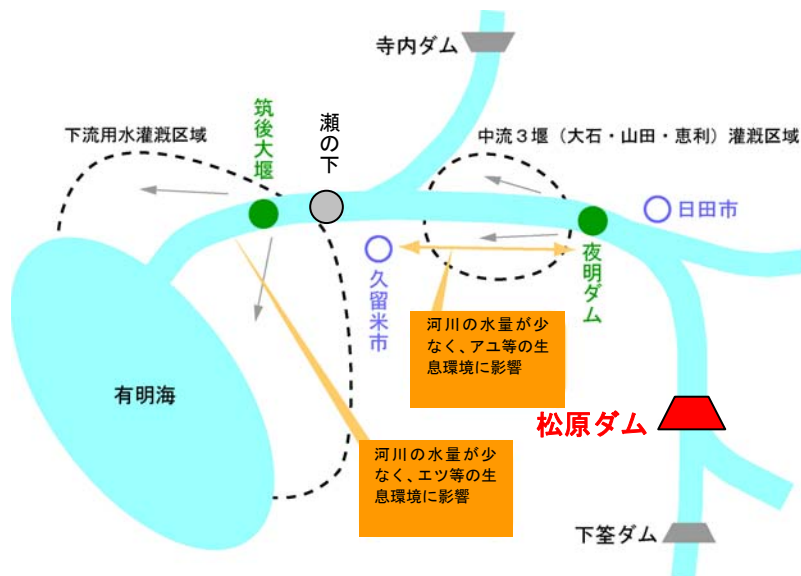 寺内ダム
筑後大堰
瀬の下
下流用水灌漑区域
中流3堰（大石・山田・恵利）灌漑区域
日田市
久留米市
夜明ダム
河川の水量が少
なく、アユ等の生
息環境に影響
有明海
松原ダム
河川の水量が少
なく、エツ等の生
息環境に影響
下筌ダム